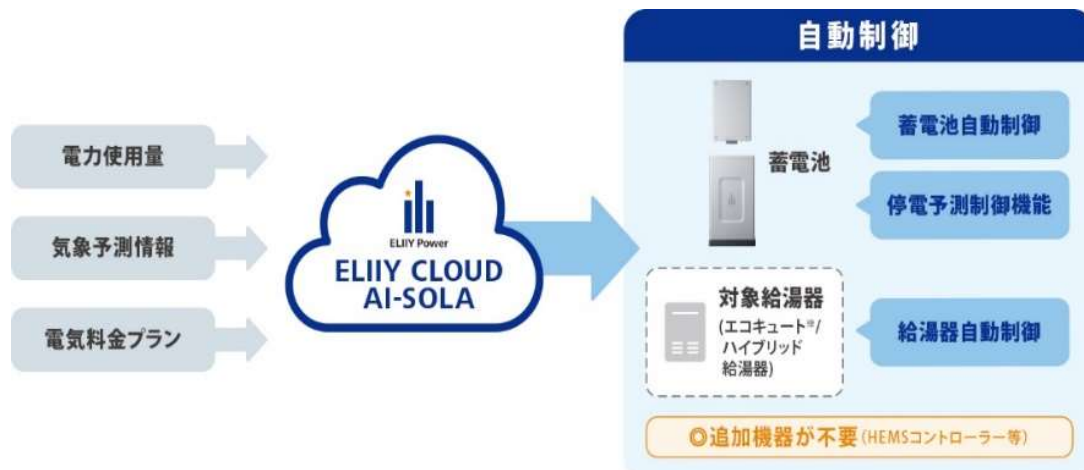 電力使用量
気象予測情報
電気料金プラン
ELIIY Power
ELIIY CLOUD
AI-SOLA
自動制御
蓄電池
蓄電池自動制御
停電予測制御機能
対象給湯器
(エコキュート※/
ハイブリッド
給湯器)
給湯器自動制御
◎追加機器が不要(HEMSコントローラー等)